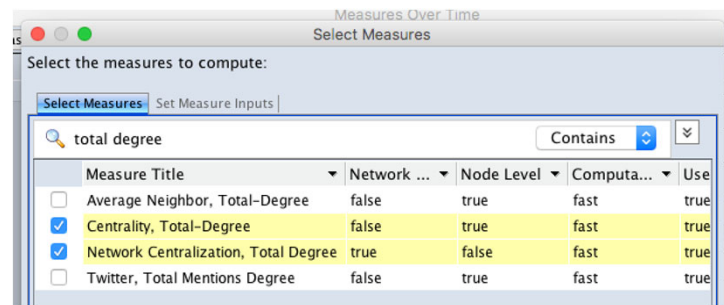 Measures Over Time
Select Measures
Select the measures to compute:
Select Measures Set Measure Inputs
total degree Contains
Measure Title Network ... Node Level Computa... Use
Average Neighbor, Total-Degree false true fast true
Centrality, Total-Degree false true fast true
Network Centralization, Total Degree true false fast true
Twitter, Total Mentions Degree false true fast true